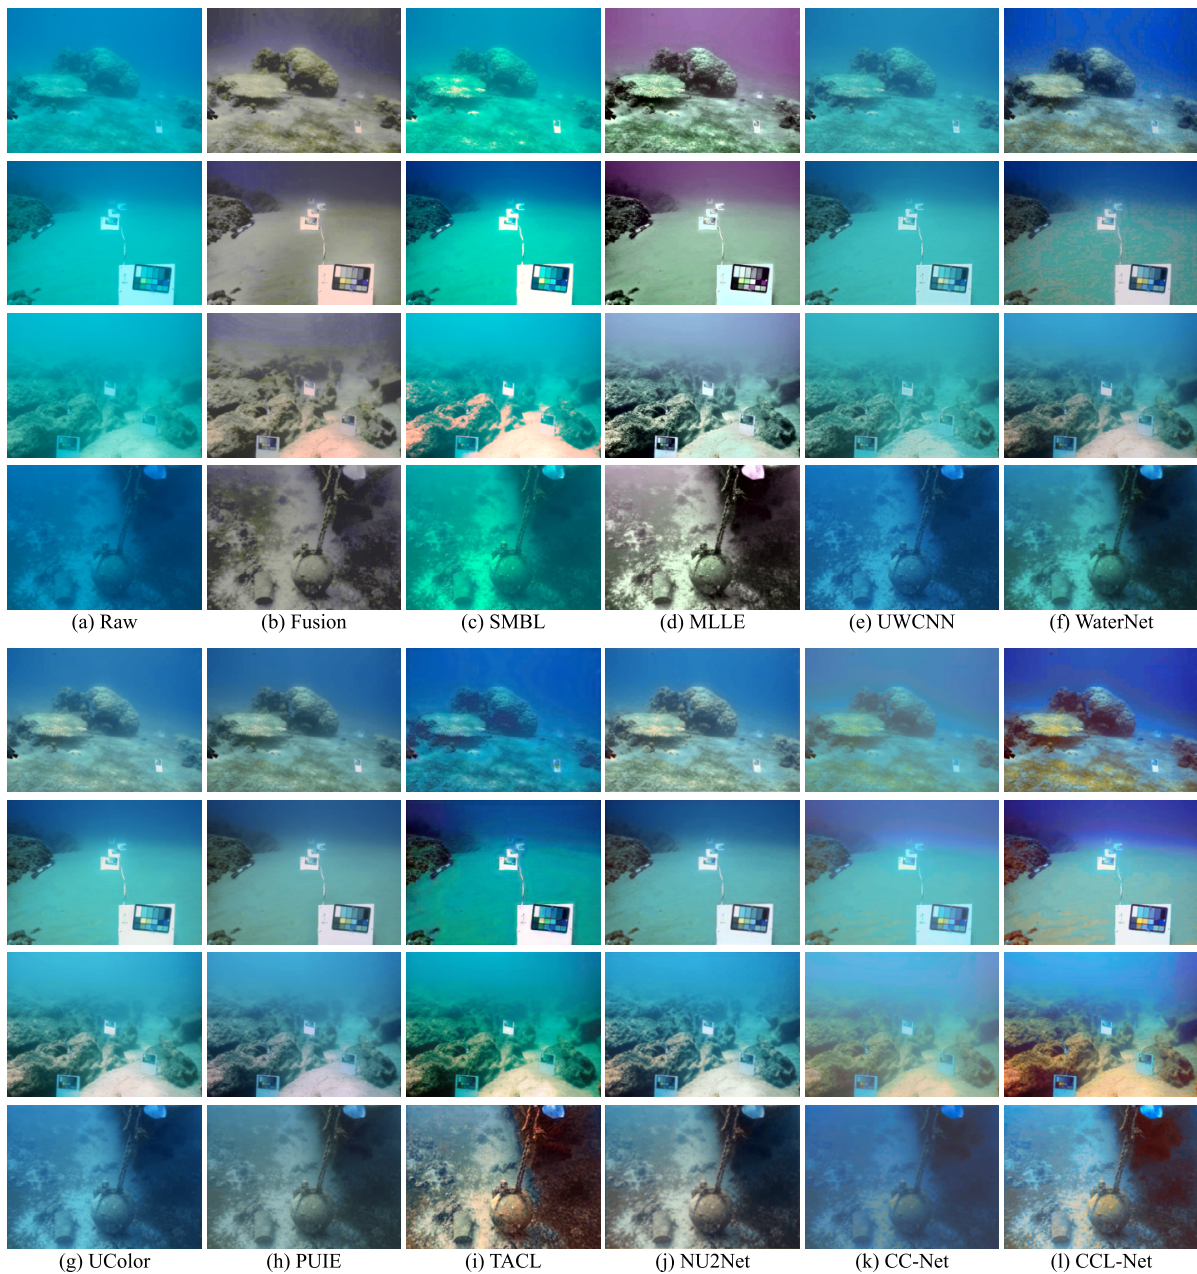 (a) Raw (b) Fusion (c) SMBL (d) MLLE (e) UWCNN (f) WaterNet
(g) UColor (h) PUIE (i) TACL (j) NU2Net (k) CC-Net (l) CCL-Net